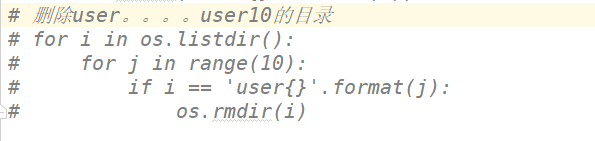 # 删除user。。。。user10的目录
# for i in os.listdir():
#     for j in range(10):
#         if i == 'user{}'.format(j):
#             os.rmdir(i)